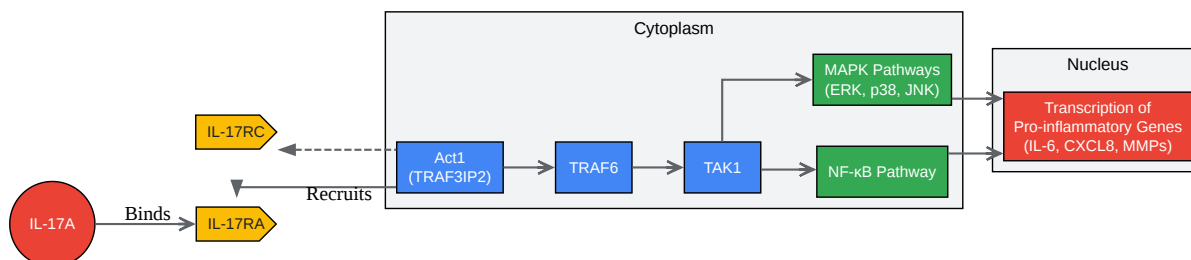 Cytoplasm
Nucleus
MAPK Pathways
(ERK, p38, JNK)
Transcription of
Pro-inflammatory Genes
(IL-6, CXCL8, MMPs)
IL-17RC
Act1
(TRAF3IP2)
TRAF6
TAK1
NF-κB Pathway
Recruits
IL-17A
Binds
IL-17RA